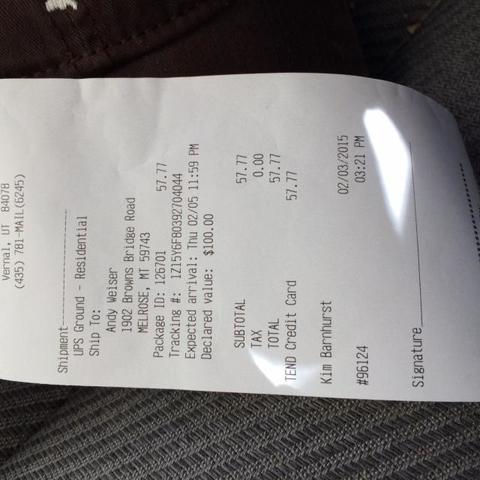 Vernal, UT 84078
(435) 781-MAIL(6245)
Shipment----------------------
UPS Ground - Residential
Ship To:
Andy Weiser
1902 Browns Bridge Road
MELROSE, MT 59743
Package ID: 126701 57.77
Tracking #: 1Z15Y6FB0392704044
Expected arrival: Thu 02/05 11:59 PM
Declared value: $100.00
SUBTOTAL 57.77
TAX 0.00
TOTAL 57.77
TEND Credit Card 57.77
Kim Barnhurst 02/03/2015
#96124 03:21 PM
Signature